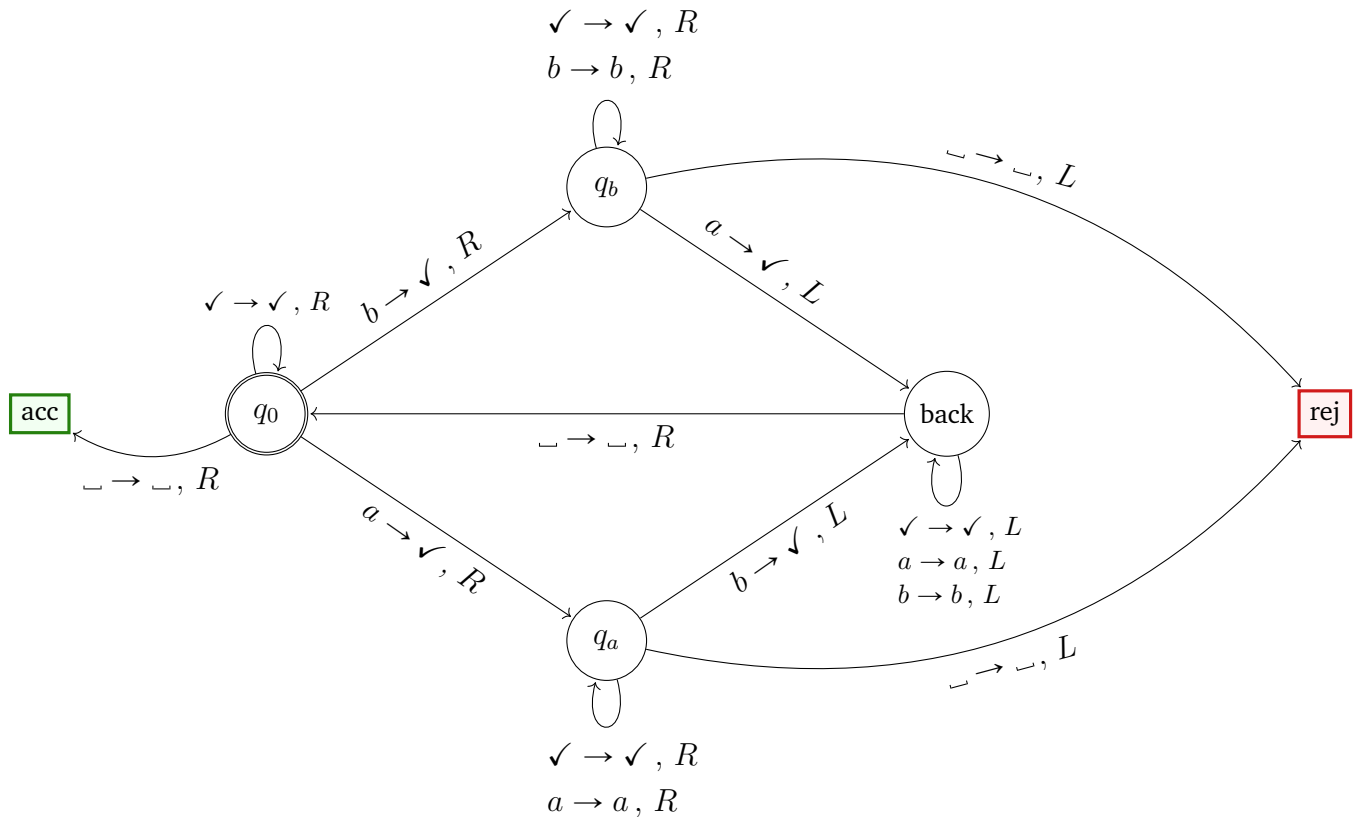 ✓ → ✓, R
b → b, R
q_b
␣ → ␣, L
a → ✓, L
b → ✓, R
✓ → ✓, R
acc
q_0
back
rej
␣ → ␣, R
␣ → ␣, R
a → ✓, R
b → ✓, L
✓ → ✓, L
a → a, L
b → b, L
q_a
␣ → ␣, L
✓ → ✓, R
a → a, R